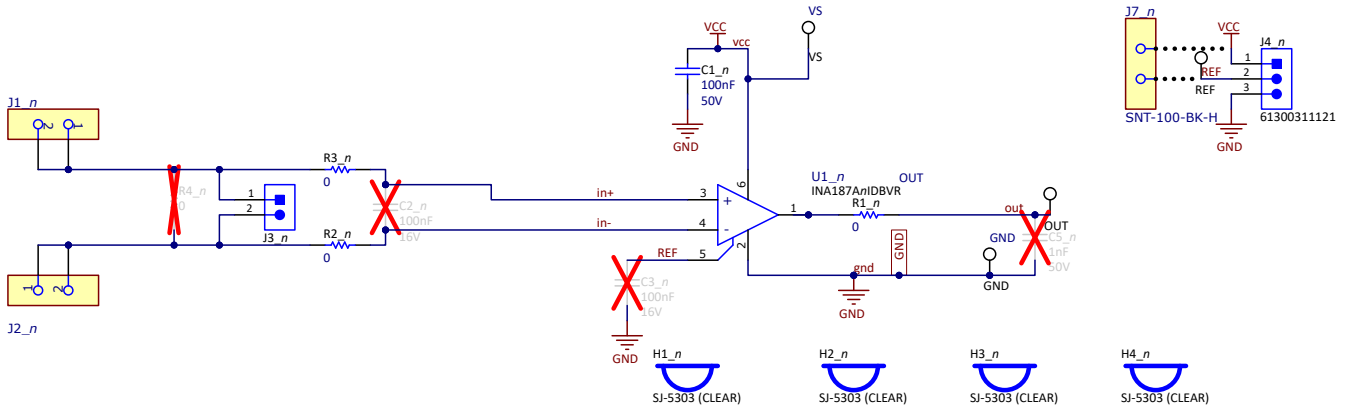 J1_n
2
1
J2_n
1
2
R4_n
0
1
2
J3_n
R3_n
0
R2_n
0
C2_n
100nF
16V
in+
in-
REF
C3_n
100nF
16V
GND
VCC
vcc
C1_n
100nF
50V
GND
VS
VS
3
4
5
6
2
1
+
-
U1_n
INA187AnIDBVR
OUT
R1_n
0
out
OUT
GND
gnd
GND
GND
GND
C5_n
1nF
50V
J7_n
SNT-100-BK-H
VCC
REF
REF
GND
J4_n
1
2
3
61300311121
H1_n
SJ-5303 (CLEAR)
H2_n
SJ-5303 (CLEAR)
H3_n
SJ-5303 (CLEAR)
H4_n
SJ-5303 (CLEAR)